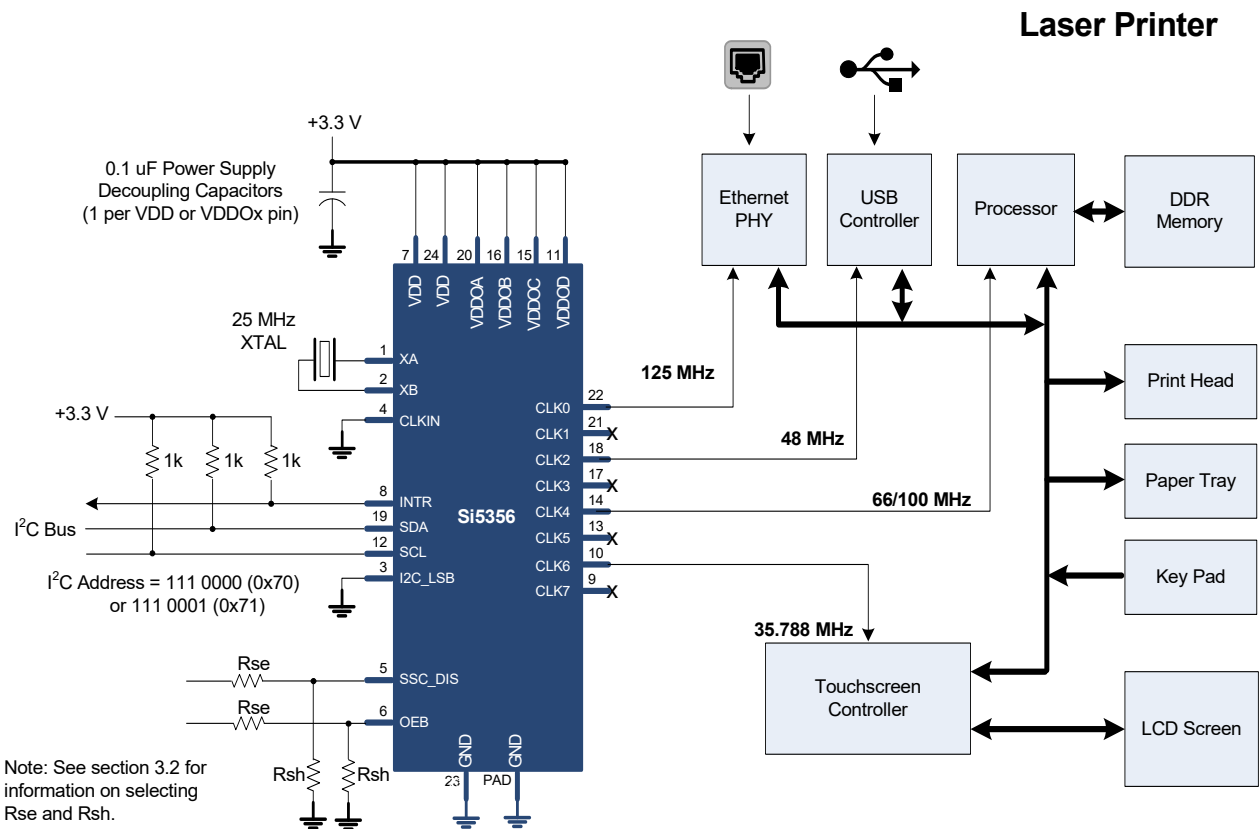 Laser Printer
+3.3 V
0.1 uF Power Supply
Decoupling Capacitors
(1 per VDD or VDDOx pin)
Ethernet
PHY
USB
Controller
Processor
DDR
Memory
7 24 20 16 15 11
VDD VDD VDDOA VDDOB VDDOC VDDOD
25 MHz
XTAL
1 XA
2 XB
4 CLKIN
+3.3 V
1k 1k 1k
8 INTR
19 SDA
12 SCL
3 I2C_LSB
I²C Bus
I²C Address = 111 0000 (0x70)
or 111 0001 (0x71)
Si5356
CLK0 22
CLK1 21 X
CLK2 18
CLK3 17 X
CLK4 14
CLK5 13 X
CLK6 10
CLK7 9 X
125 MHz
48 MHz
66/100 MHz
35.788 MHz
Print Head
Paper Tray
Key Pad
Touchscreen
Controller
LCD Screen
Rse
5 SSC_DIS
Rse
6 OEB
Rsh Rsh
GND GND
23 PAD
Note: See section 3.2 for
information on selecting
Rse and Rsh.